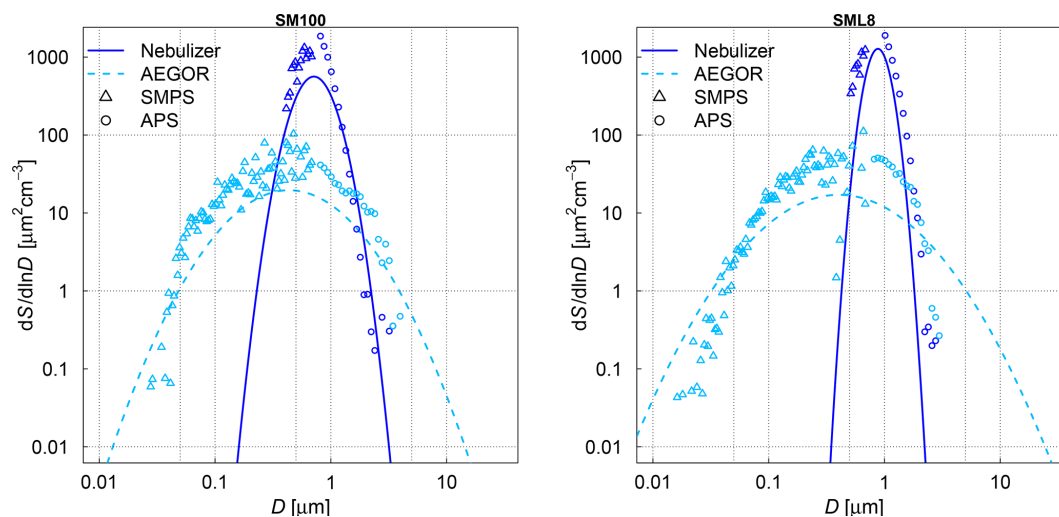 SM100
Nebulizer
AEGOR
SMPS
APS
1000
100
10
1
0.1
0.01
dS/dlnD [μm²cm⁻³]
0.01 0.1 1 10
D [μm]
SML8
Nebulizer
AEGOR
SMPS
APS
1000
100
10
1
0.1
0.01
dS/dlnD [μm²cm⁻³]
0.01 0.1 1 10
D [μm]